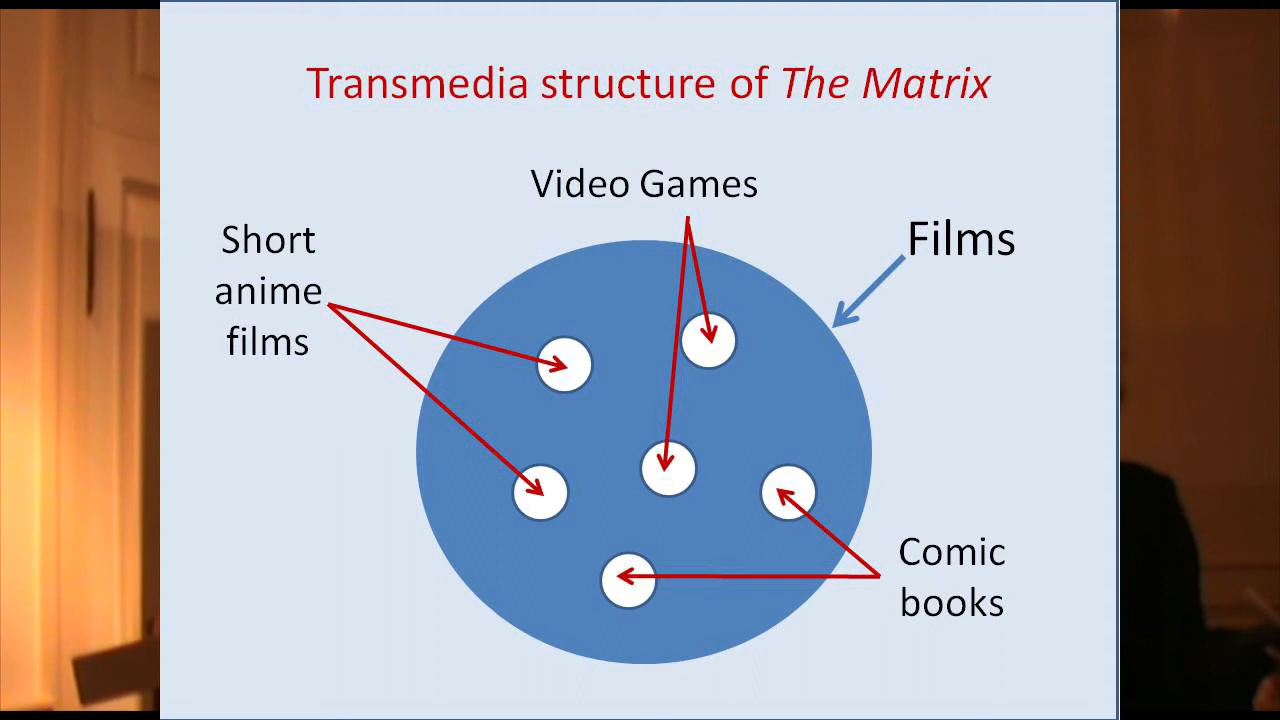 Transmedia structure of The Matrix
Video Games
Short
anime
films
Films
Comic
books